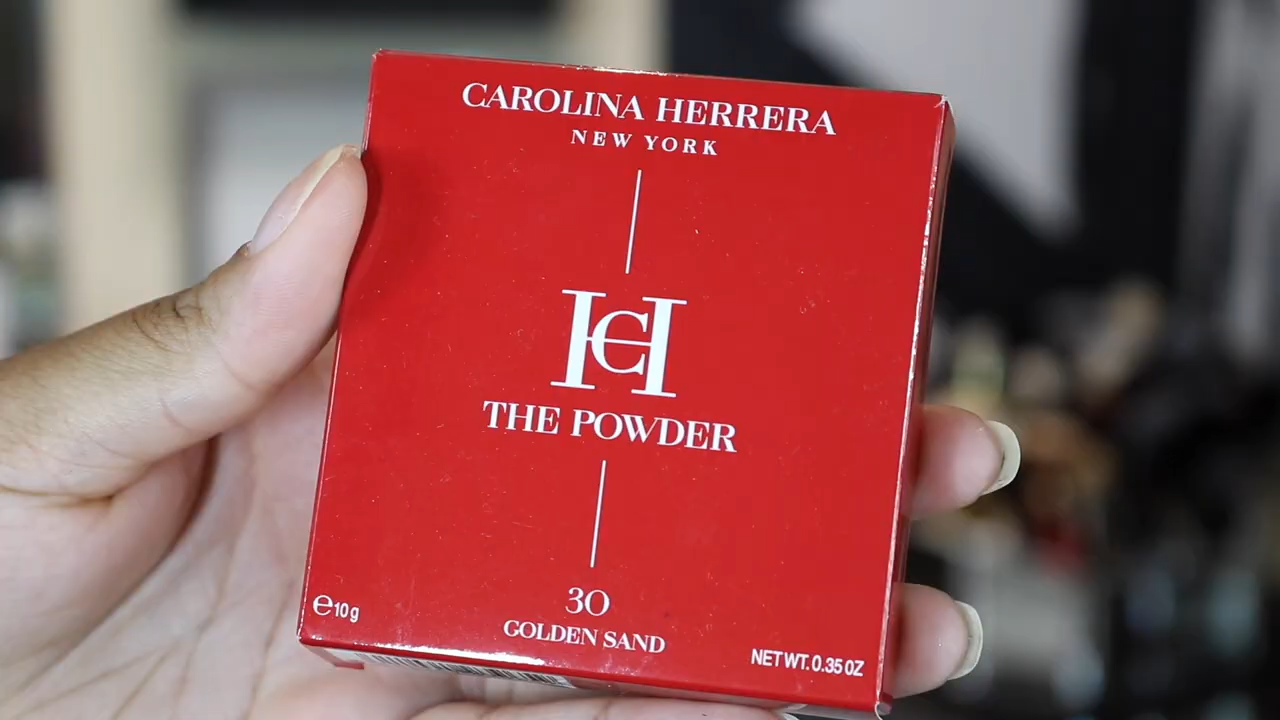 CAROLINA HERRERA
NEW YORK
CH
THE POWDER
30
GOLDEN SAND
℮10g
NET WT. 0.35 OZ